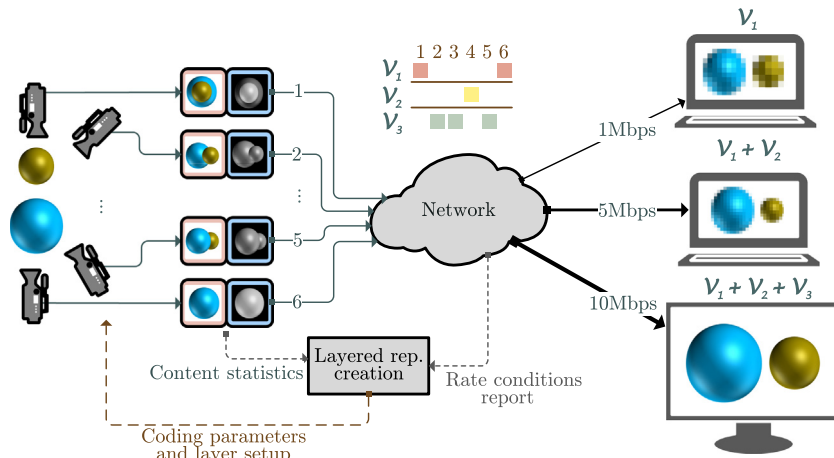 𝒱₁
1 2 3 4 5 6
𝒱₁
𝒱₂
𝒱₃
1
2
⋮
⋮
5
6
Network
1Mbps
𝒱₁ + 𝒱₂
5Mbps
𝒱₁ + 𝒱₂ + 𝒱₃
10Mbps
Layered rep.
creation
Content statistics
Rate conditions
report
Coding parameters
and layer setup